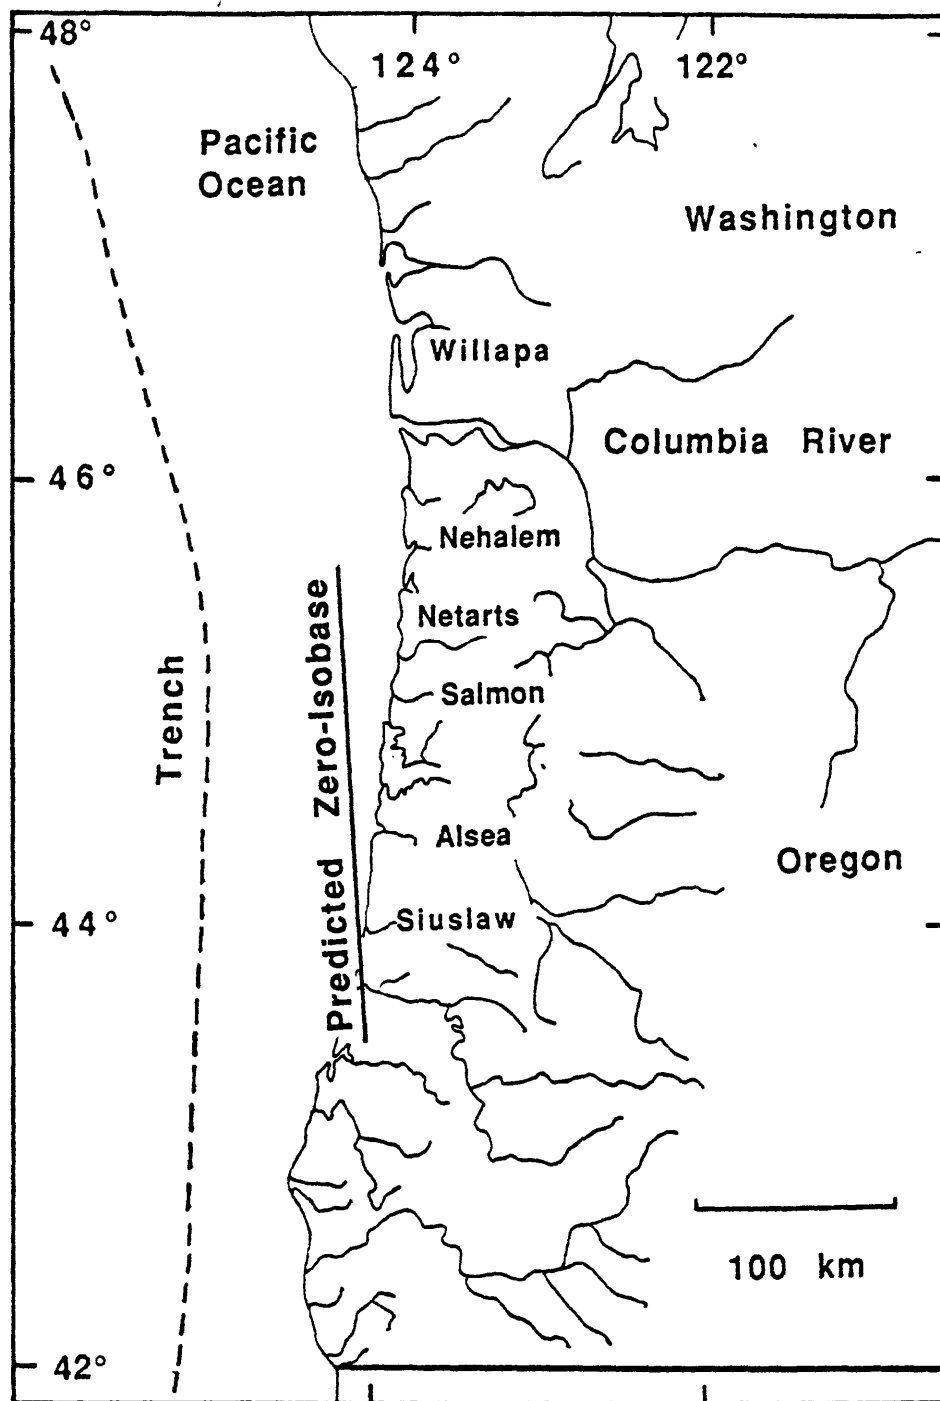 48°
124°
122°
Pacific
Ocean
Washington
Willapa
Columbia River
46°
Nehalem
Netarts
Salmon
Trench
Predicted Zero-Isobase
Alsea
Oregon
Siuslaw
44°
100 km
42°